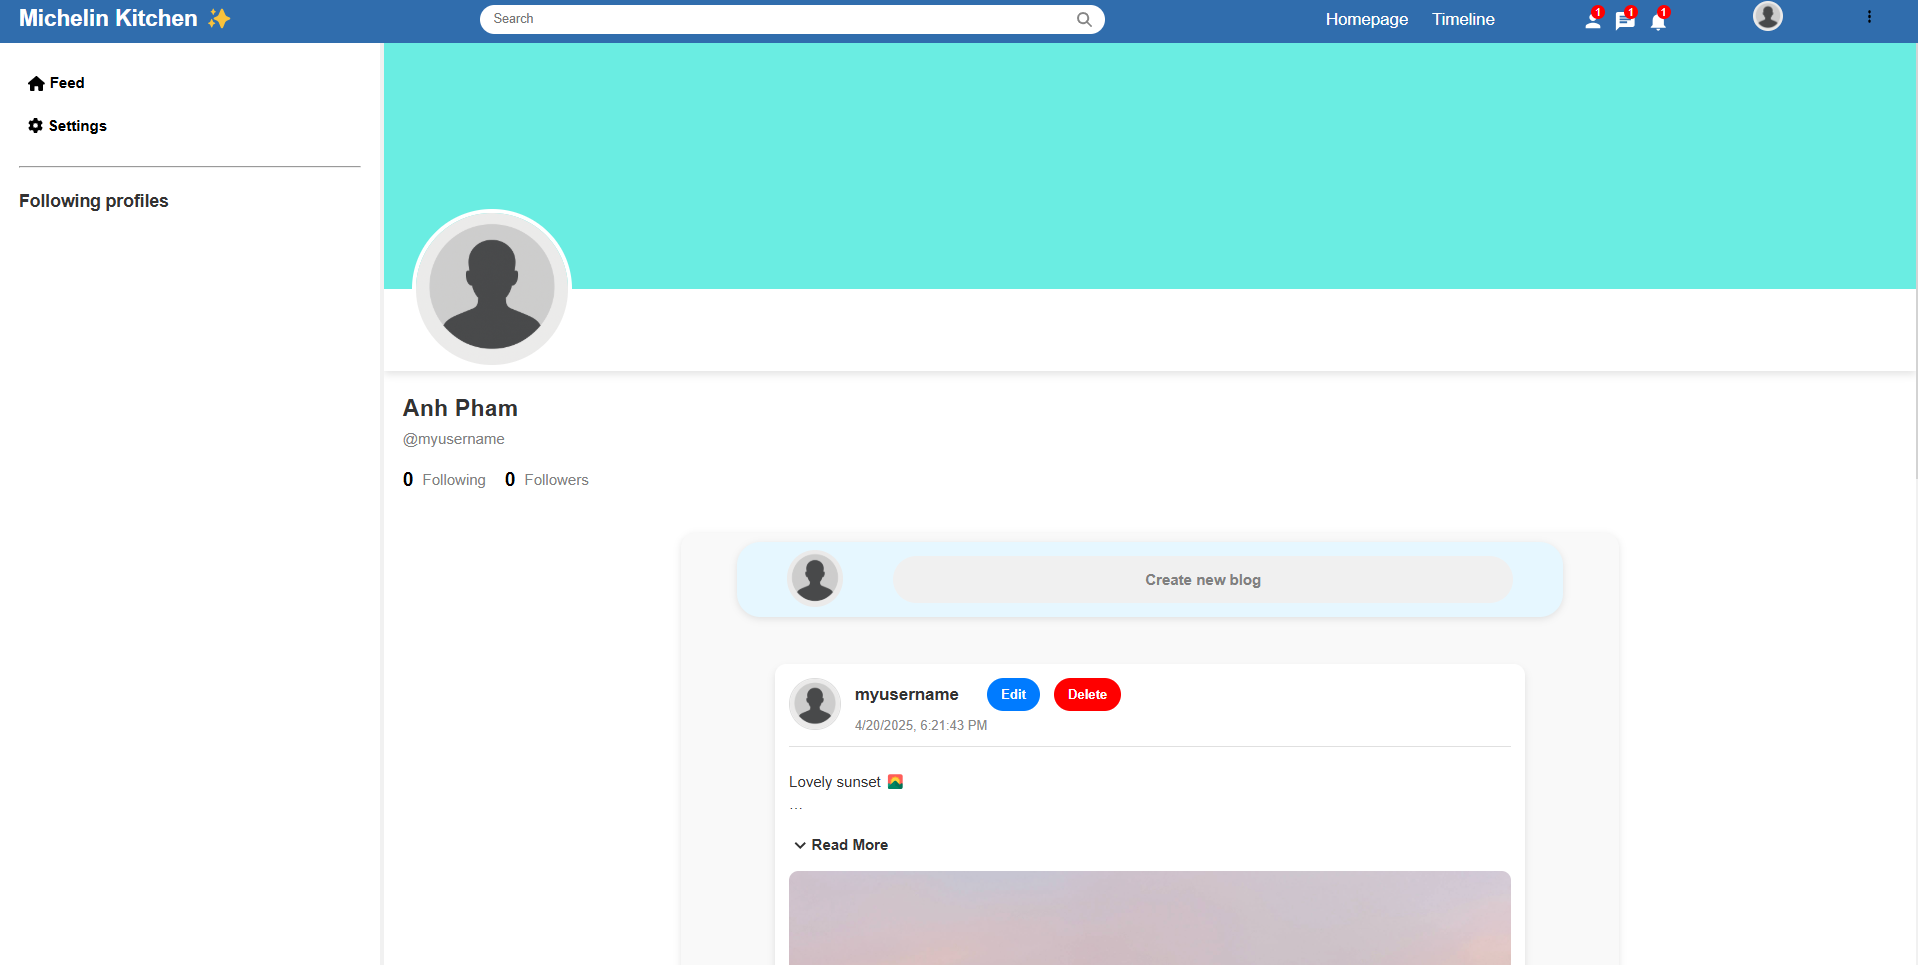 Michelin Kitchen ✨
Search
Homepage
Timeline
1
1
1
Feed
Settings
Following profiles
Anh Pham
@myusername
0 Following 0 Followers
Create new blog
myusername
Edit
Delete
4/20/2025, 6:21:43 PM
Lovely sunset 🌄
...
Read More